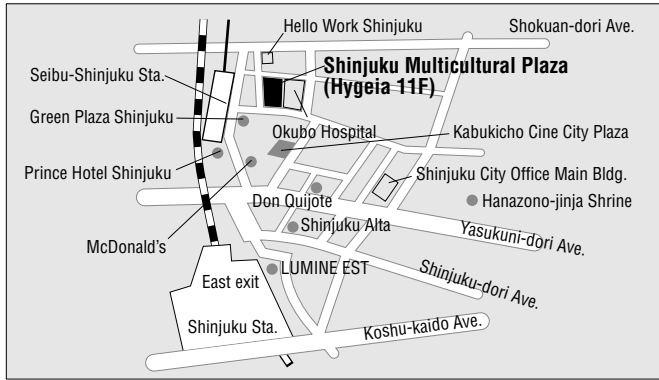 Hello Work Shinjuku
Shokuan-dori Ave.
Seibu-Shinjuku Sta.
Shinjuku Multicultural Plaza
(Hygeia 11F)
Green Plaza Shinjuku
Okubo Hospital
Kabukicho Cine City Plaza
Prince Hotel Shinjuku
Shinjuku City Office Main Bldg.
Don Quijote
Hanazono-jinja Shrine
McDonald's
Shinjuku Alta
Yasukuni-dori Ave.
LUMINE EST
East exit
Shinjuku-dori Ave.
Shinjuku Sta.
Koshu-kaido Ave.